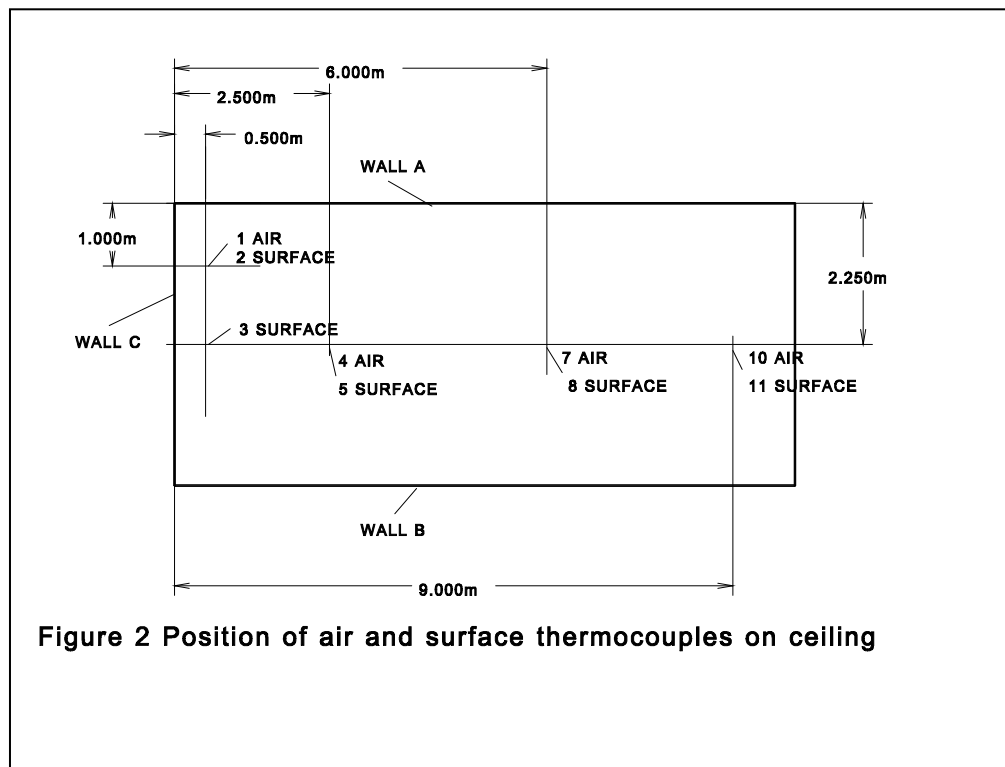 6.000m
2.500m
0.500m
WALL A
1.000m
1 AIR
2 SURFACE
2.250m
3 SURFACE
WALL C
4 AIR
5 SURFACE
7 AIR
8 SURFACE
10 AIR
11 SURFACE
WALL B
9.000m
Figure 2 Position of air and surface thermocouples on ceiling